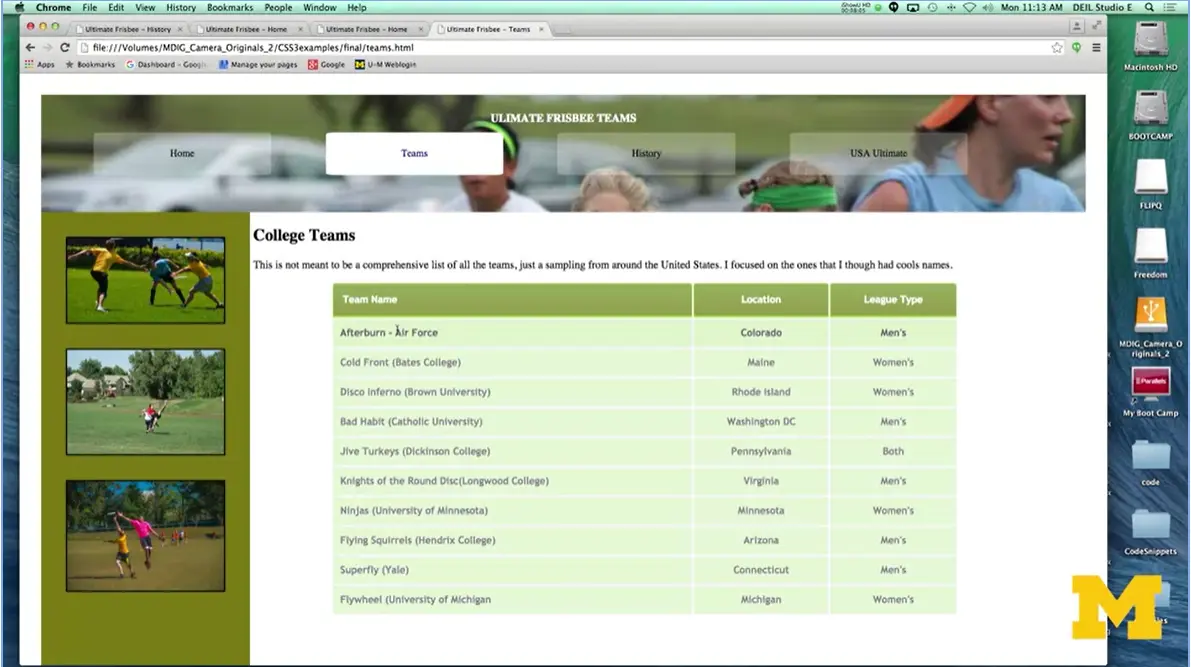 Chrome File Edit View History Bookmarks People Window Help
Mon 11:13 AM DEIL Studio E
Ultimate Frisbee - History
Ultimate Frisbee - Home
Ultimate Frisbee - Home
Ultimate Frisbee - Teams
file:///Volumes/MDIG_Camera_Originals_2/CSS3examples/final/teams.html
Apps Bookmarks Dashboard - Googl Manage your pages Google U-M Weblogin
ULIMATE FRISBEE TEAMS
Home Teams History USA Ultimate
College Teams
This is not meant to be a comprehensive list of all the teams, just a sampling from around the United States. I focused on the ones that I though had cools names.
Team Name Location League Type
Afterburn - Air Force Colorado Men's
Cold Front (Bates College) Maine Women's
Disco Inferno (Brown University) Rhode Island Women's
Bad Habit (Catholic University) Washington DC Men's
Jive Turkeys (Dickinson College) Pennsylvania Both
Knights of the Round Disc(Longwood College) Virginia Men's
Ninjas (University of Minnesota) Minnesota Women's
Flying Squirrels (Hendrix College) Arizona Men's
Superfly (Yale) Connecticut Men's
Flywheel (University of Michigan Michigan Women's
Macintosh HD
BOOTCAMP
FLIPQ
Freedom
MDIG_Camera_O
riginals_2
Parallels
My Boot Camp
code
CodeSnippets
M